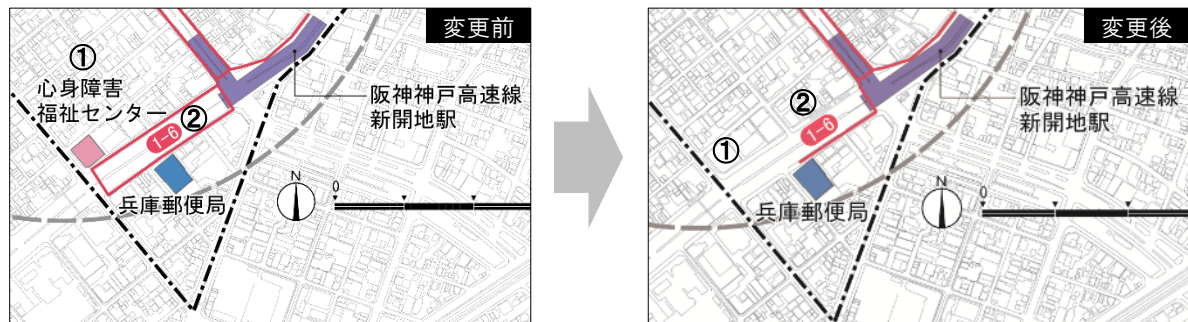 変更前
①
心身障害
福祉センター
②
1-6
阪神神戸高速線
新開地駅
兵庫郵便局
N
0
変更後
②
1-6
①
阪神神戸高速線
新開地駅
兵庫郵便局
N
0